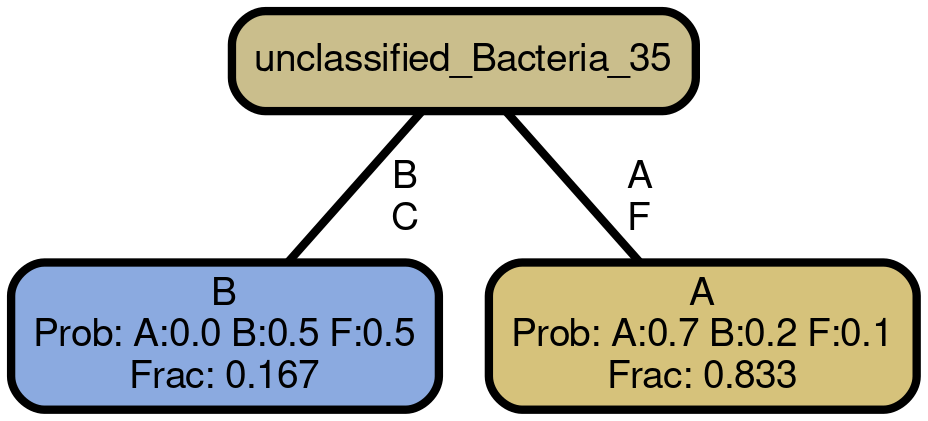 unclassified_Bacteria_35
B
C
A
F
B
Prob: A:0.0 B:0.5 F:0.5
Frac: 0.167
A
Prob: A:0.7 B:0.2 F:0.1
Frac: 0.833